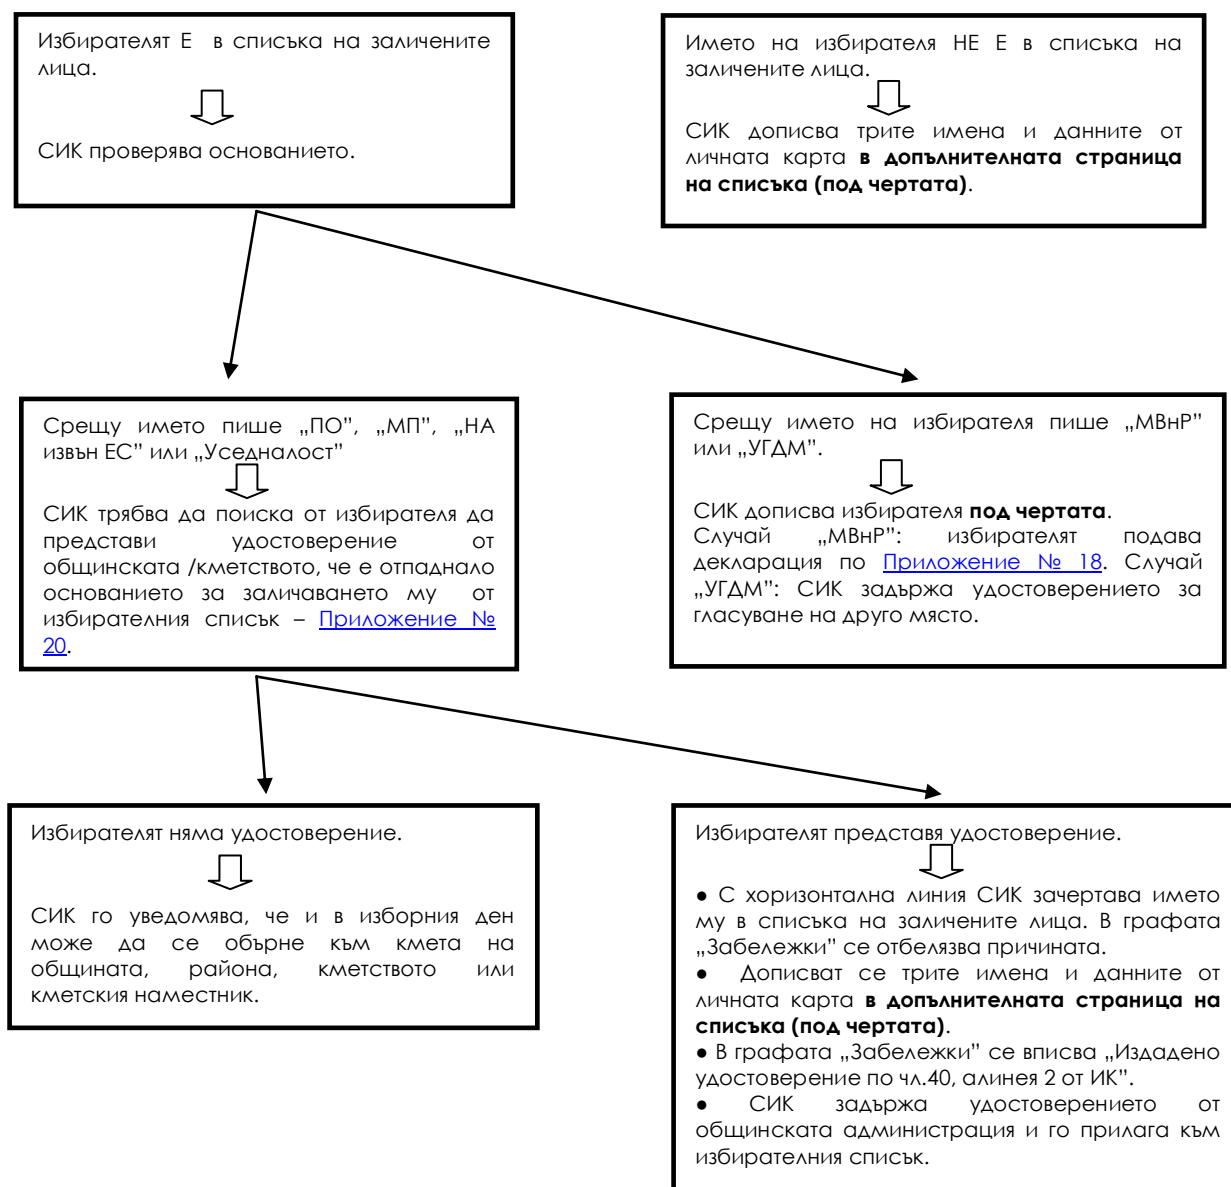 Избирателят Е в списъка на заличените
лица.
СИК проверява основанието.
Името на избирателя НЕ Е в списъка на
заличените лица.
СИК дописва трите имена и данните от
личната карта в допълнителната страница
на списъка (под чертата).
Срещу името пише „ПО”, „МП”, „НА
извън ЕС” или „Уседналост”
СИК трябва да поиска от избирателя да
представи удостоверение от
общинската /кметството, че е отпаднало
основанието за заличаването му от
избирателния списък – Приложение №
20.
Срещу името на избирателя пише „МВнР”
или „УГДМ”.
СИК дописва избирателя под чертата.
Случай „МВнР”: избирателят подава
декларация по Приложение № 18. Случай
„УГДМ”: СИК задържа удостоверението за
гласуване на друго място.
Избирателят няма удостоверение.
СИК го уведомява, че и в изборния ден
може да се обърне към кмета на
общината, района, кметството или
кметския наместник.
Избирателят представя удостоверение.
● С хоризонтална линия СИК зачертава името
му в списъка на заличените лица. В графата
„Забележки” се отбелязва причината.
● Дописват се трите имена и данните от
личната карта в допълнителната страница на
списъка (под чертата).
● В графата „Забележки” се вписва „Издадено
удостоверение по чл.40, алинея 2 от ИК”.
● СИК задържа удостоверението от
общинската администрация и го прилага към
избирателния списък.